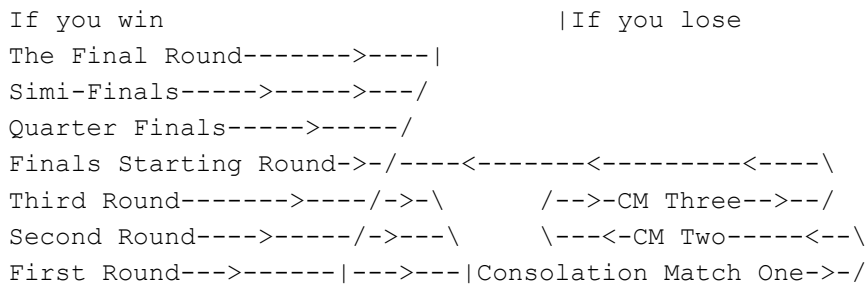 If you win                         |If you lose
The Final Round------->----|
Simi-Finals----->----->---/
Quarter Finals----->-----/
Finals Starting Round->-/----<-------<---------<----\
Third Round------->----/->-\      /-->-CM Three-->--/
Second Round---->-----/->---\     \---<-CM Two-----<--\
First Round--->------|--->---|Consolation Match One->-/